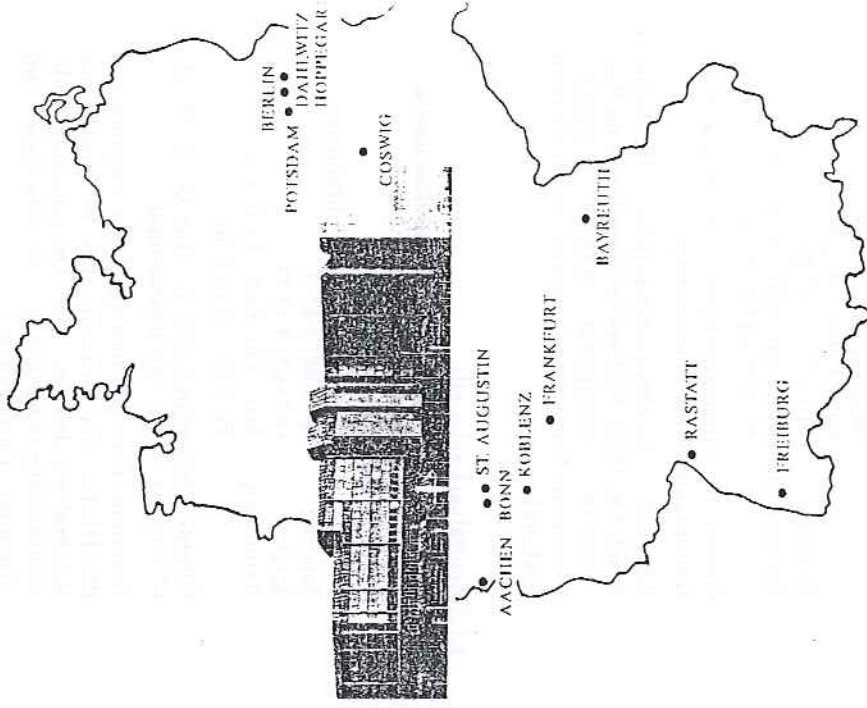 BERLIN
POTSDAM
DAHLWITZ
HOPPEGAR
COSWIG
ST. AUGUSTIN
AACHEN
BONN
KOBLENZ
FRANKFURT
BAYREUTH
RASTATT
FREIBURG